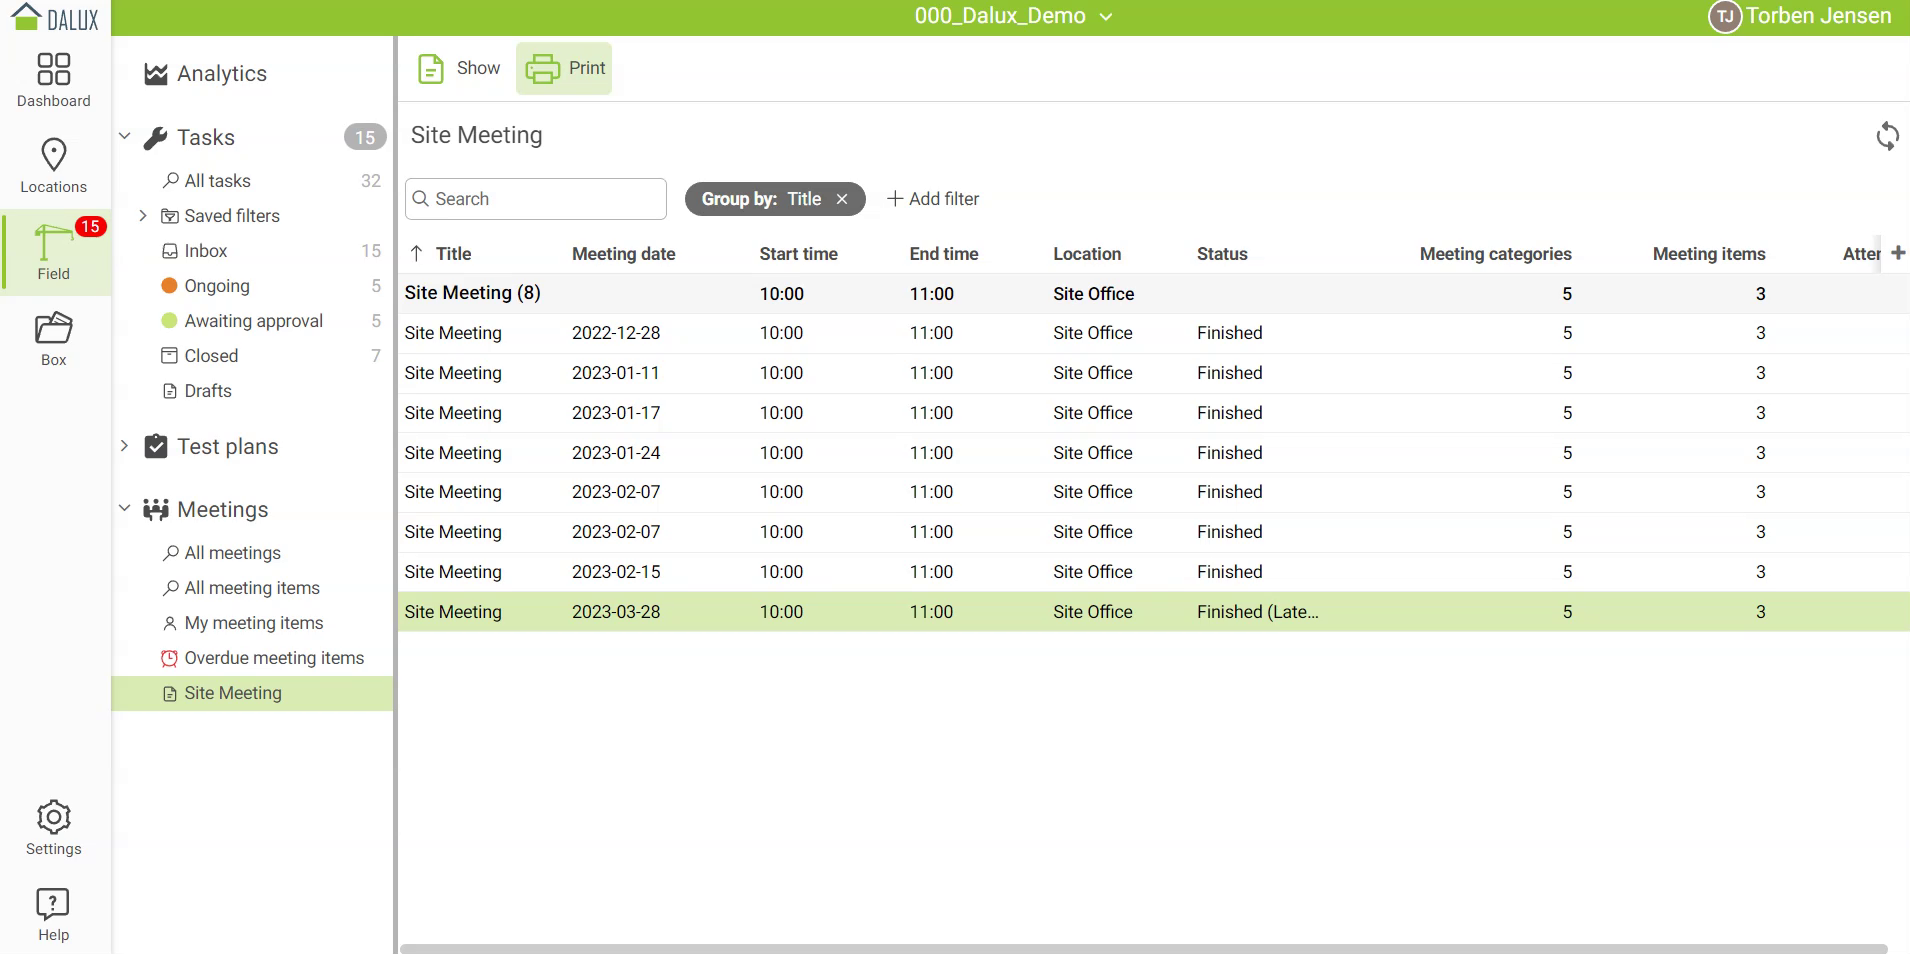 DALUX
000_Dalux_Demo
TJ Torben Jensen
Dashboard
Locations
15
Field
Box
Settings
Help
Analytics
Tasks 15
All tasks 32
Saved filters
Inbox 15
Ongoing 5
Awaiting approval 5
Closed 7
Drafts
Test plans
Meetings
All meetings
All meeting items
My meeting items
Overdue meeting items
Site Meeting
Show Print
Site Meeting
Search Group by: Title Add filter
Title Meeting date Start time End time Location Status Meeting categories Meeting items Atter
Site Meeting (8) 10:00 11:00 Site Office 5 3
Site Meeting 2022-12-28 10:00 11:00 Site Office Finished 5 3
Site Meeting 2023-01-11 10:00 11:00 Site Office Finished 5 3
Site Meeting 2023-01-17 10:00 11:00 Site Office Finished 5 3
Site Meeting 2023-01-24 10:00 11:00 Site Office Finished 5 3
Site Meeting 2023-02-07 10:00 11:00 Site Office Finished 5 3
Site Meeting 2023-02-07 10:00 11:00 Site Office Finished 5 3
Site Meeting 2023-02-15 10:00 11:00 Site Office Finished 5 3
Site Meeting 2023-03-28 10:00 11:00 Site Office Finished (Late... 5 3